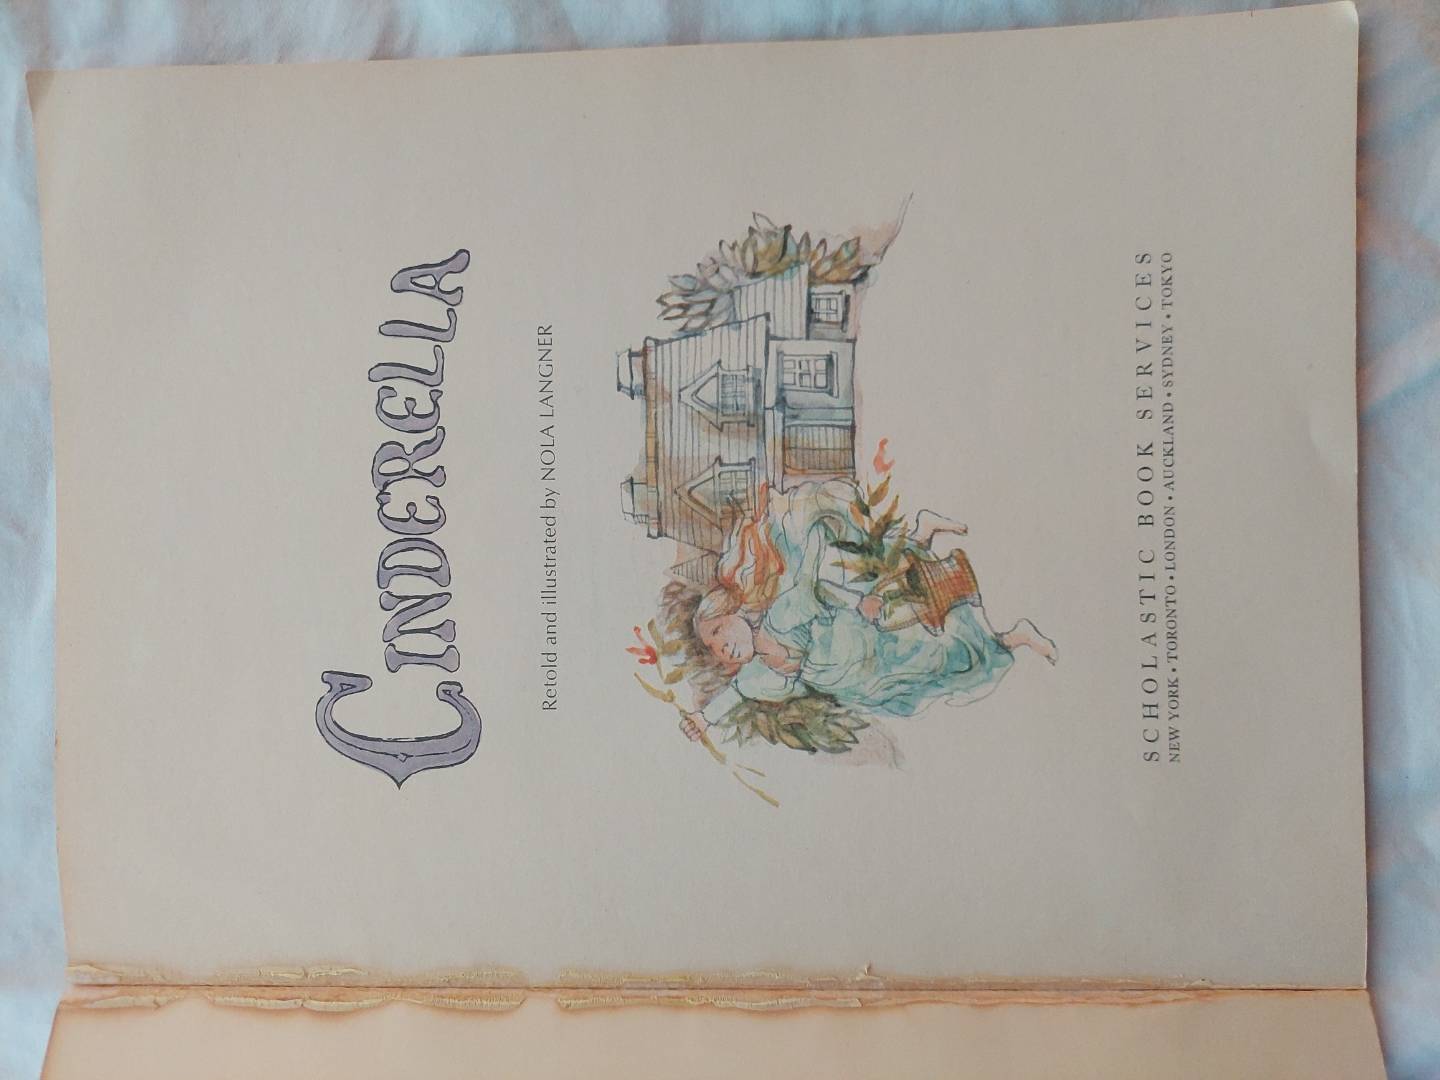 CINDERELLA
Retold and illustrated by NOLA LANGNER
SCHOLASTIC BOOK SERVICES
NEW YORK • TORONTO • LONDON • AUCKLAND • SYDNEY • TOKYO